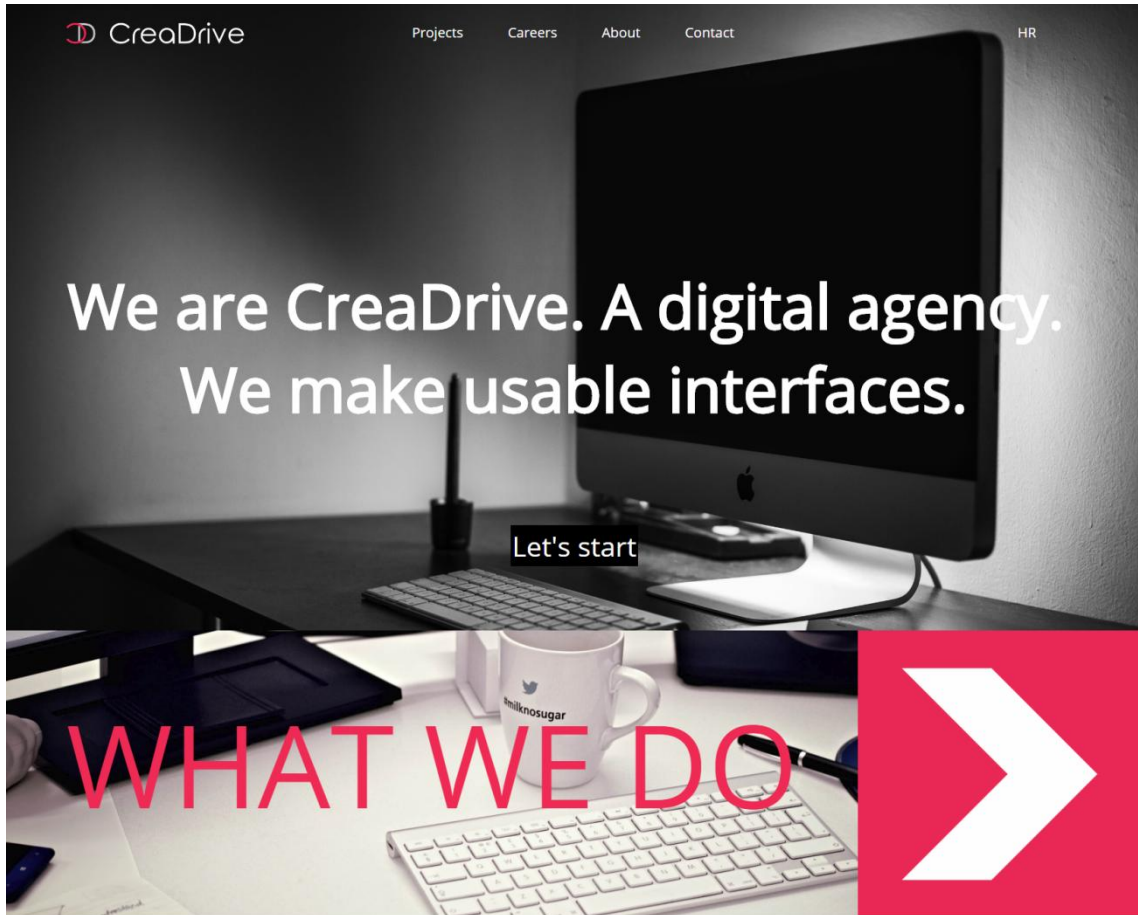 CreaDrive
Projects Careers About Contact HR
We are CreaDrive. A digital agency.
We make usable interfaces.
Let's start
#milknosugar
WHAT WE DO